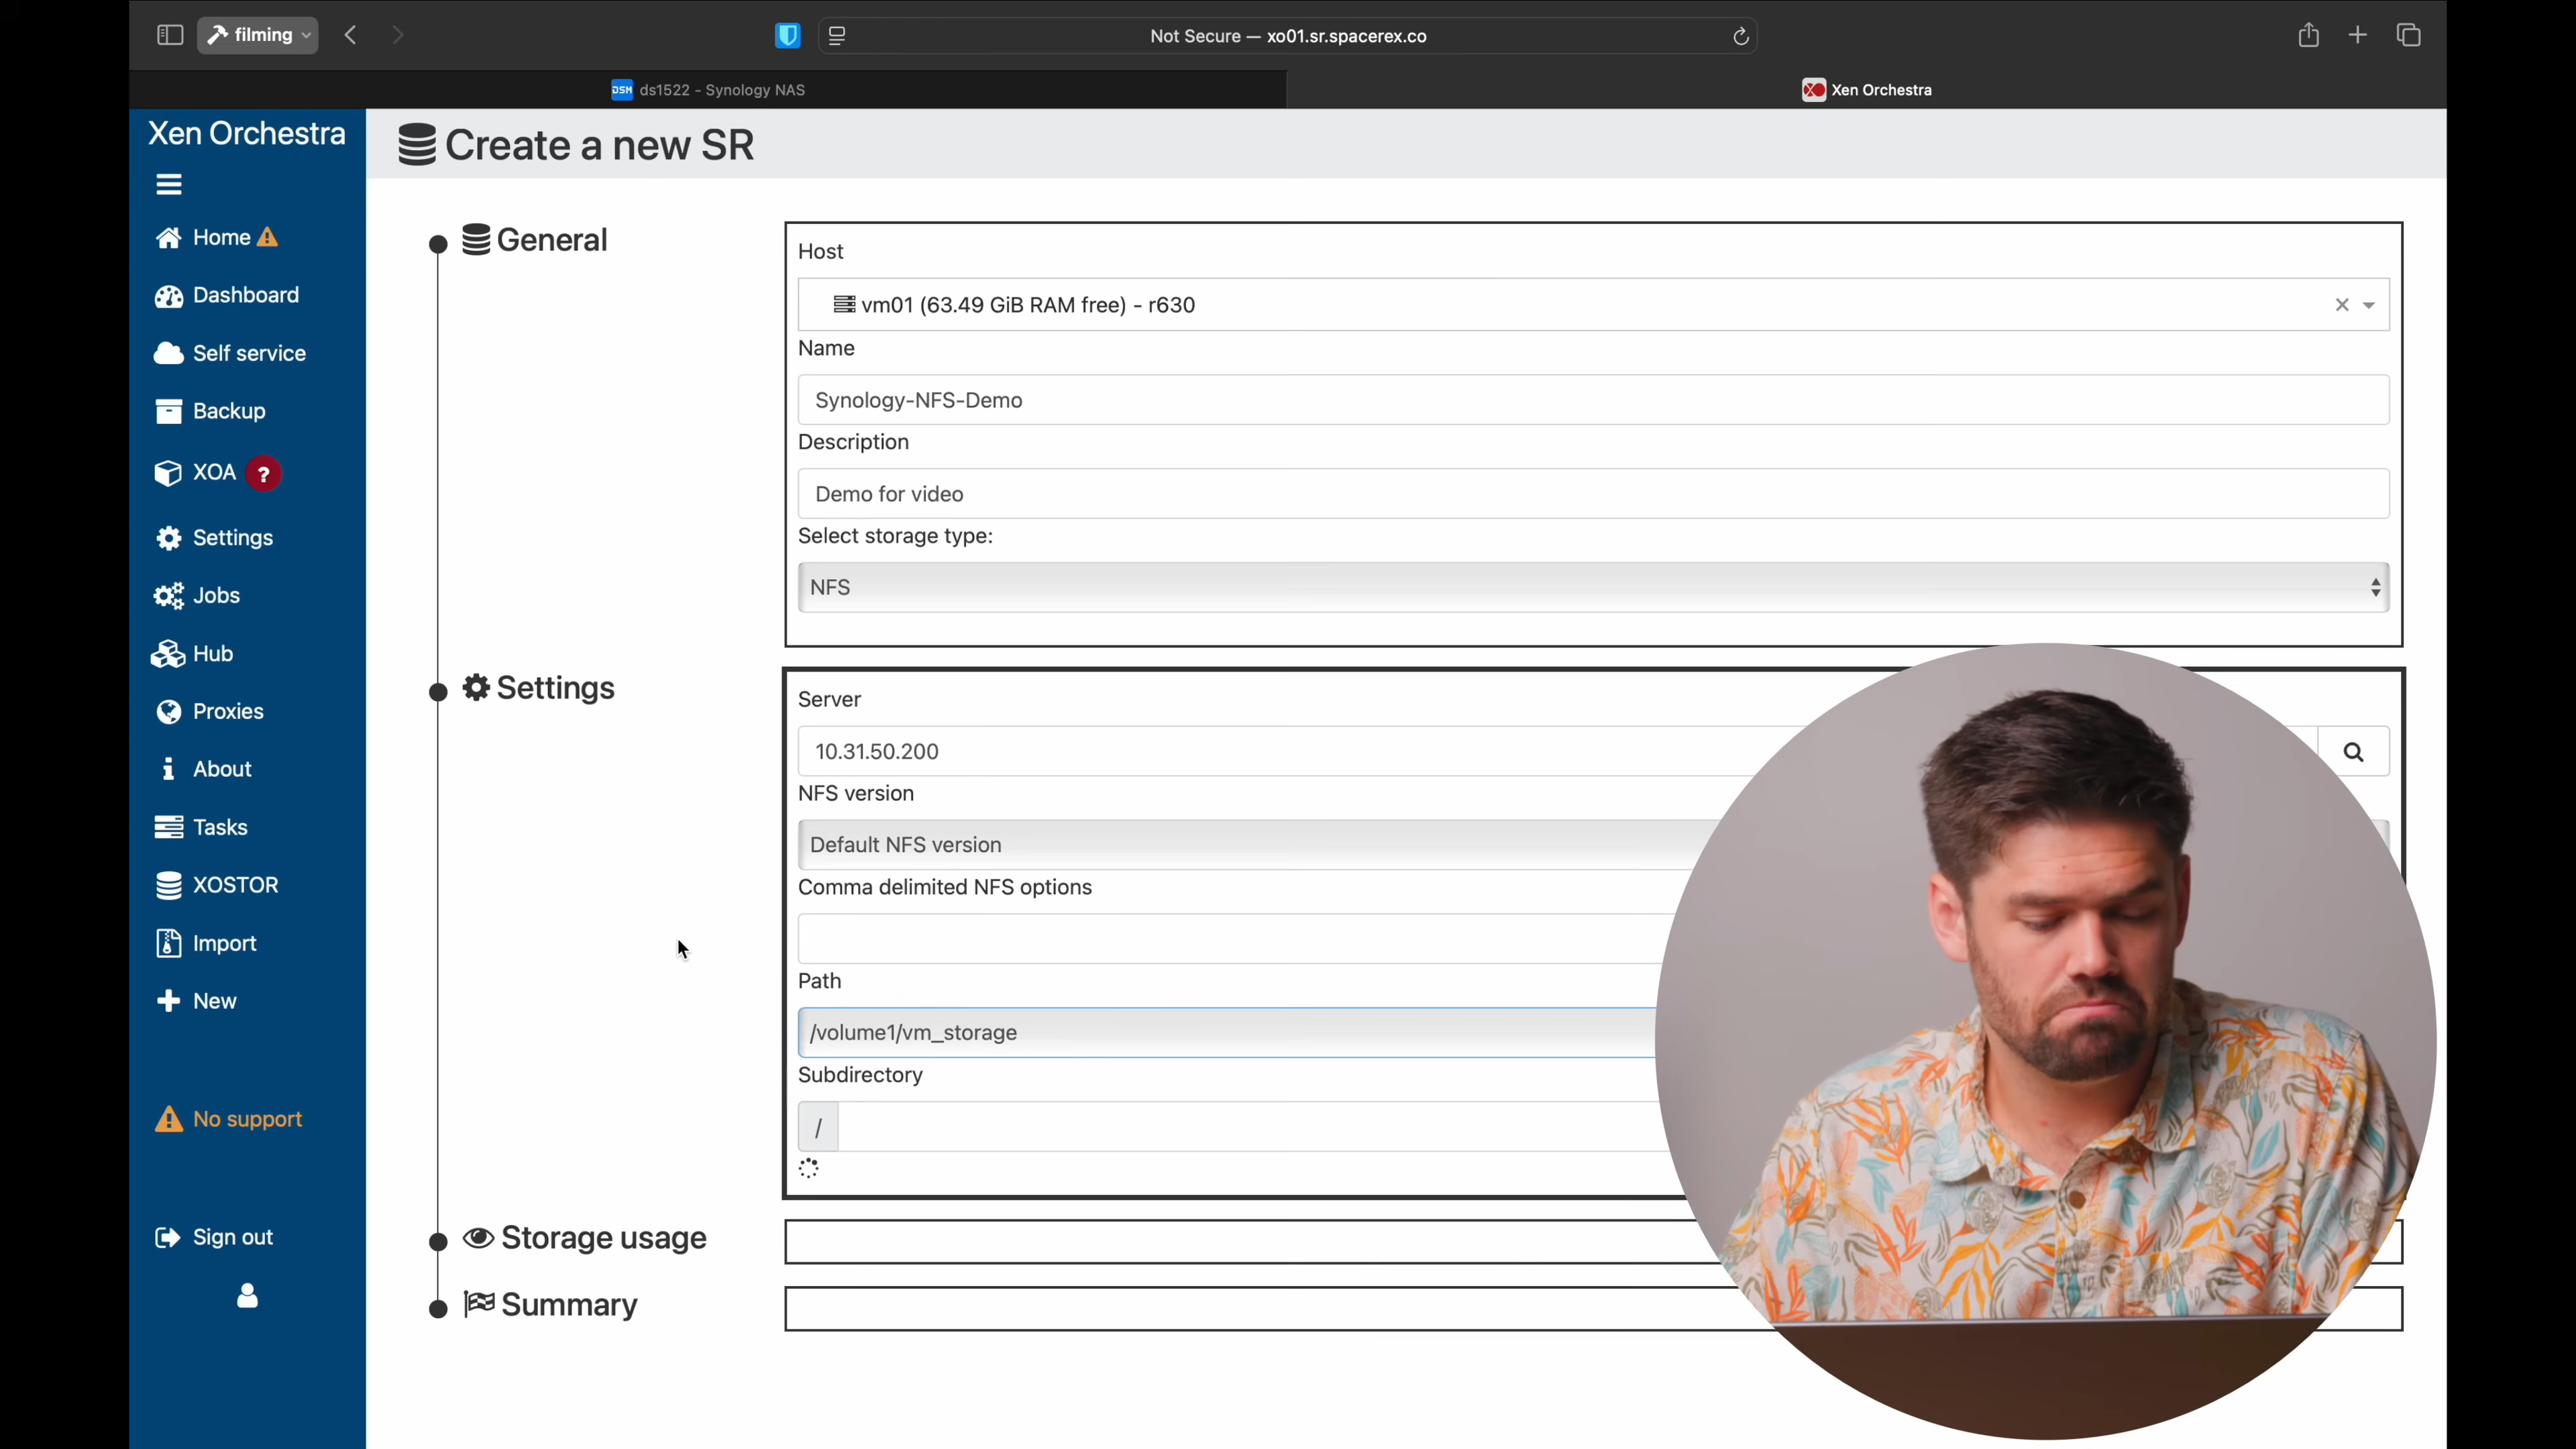 filming
Not Secure — xo01.sr.spacerex.co
DSM ds1522 - Synology NAS
Xen Orchestra
Xen Orchestra
Home
Dashboard
Self service
Backup
XOA ?
Settings
Jobs
Hub
Proxies
About
Tasks
XOSTOR
Import
New
No support
Sign out
Create a new SR
General
Host
vm01 (63.49 GiB RAM free) - r630
Name
Synology-NFS-Demo
Description
Demo for video
Select storage type:
NFS
Settings
Server
10.31.50.200
NFS version
Default NFS version
Comma delimited NFS options
Path
/volume1/vm_storage
Subdirectory
/
Storage usage
Summary